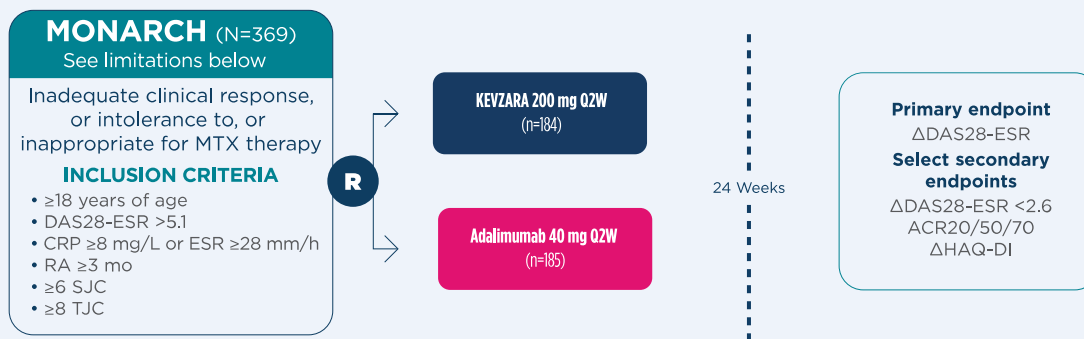 MONARCH (N=369)
See limitations below
Inadequate clinical response,
or intolerance to, or
inappropriate for MTX therapy
INCLUSION CRITERIA
• ≥18 years of age
• DAS28-ESR >5.1
• CRP ≥8 mg/L or ESR ≥28 mm/h
• RA ≥3 mo
• ≥6 SJC
• ≥8 TJC
R
KEVZARA 200 mg Q2W
(n=184)
Adalimumab 40 mg Q2W
(n=185)
24 Weeks
Primary endpoint
ΔDAS28-ESR
Select secondary
endpoints
ΔDAS28-ESR <2.6
ACR20/50/70
ΔHAQ-DI